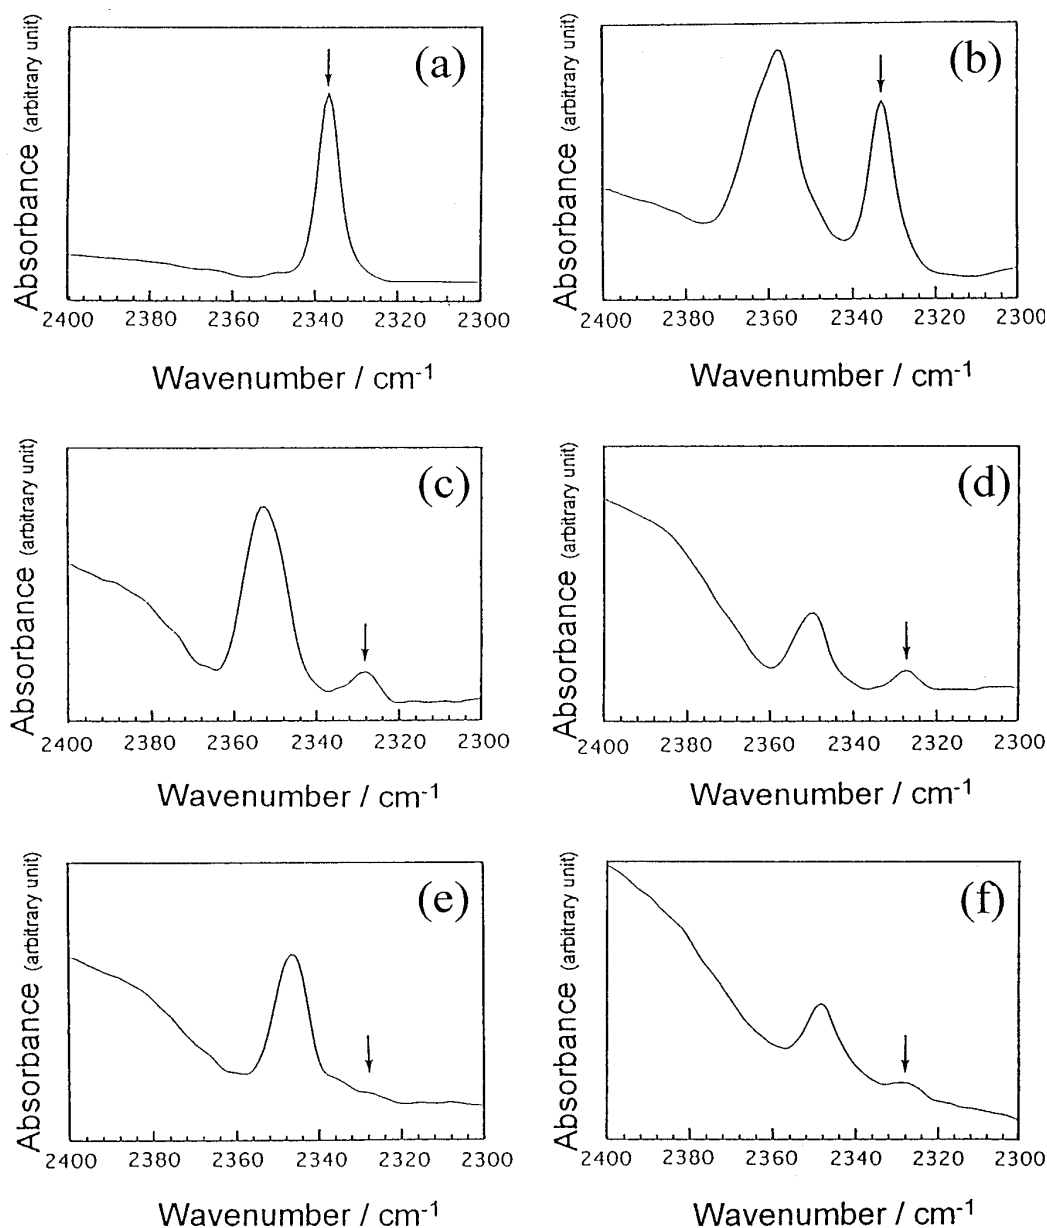 Absorbance (arbitrary unit)
(a)
2400 2380 2360 2340 2320 2300
Wavenumber / cm-1
Absorbance (arbitrary unit)
(b)
2400 2380 2360 2340 2320 2300
Wavenumber / cm-1
Absorbance (arbitrary unit)
(c)
2400 2380 2360 2340 2320 2300
Wavenumber / cm-1
Absorbance (arbitrary unit)
(d)
2400 2380 2360 2340 2320 2300
Wavenumber / cm-1
Absorbance (arbitrary unit)
(e)
2400 2380 2360 2340 2320 2300
Wavenumber / cm-1
Absorbance (arbitrary unit)
(f)
2400 2380 2360 2340 2320 2300
Wavenumber / cm-1